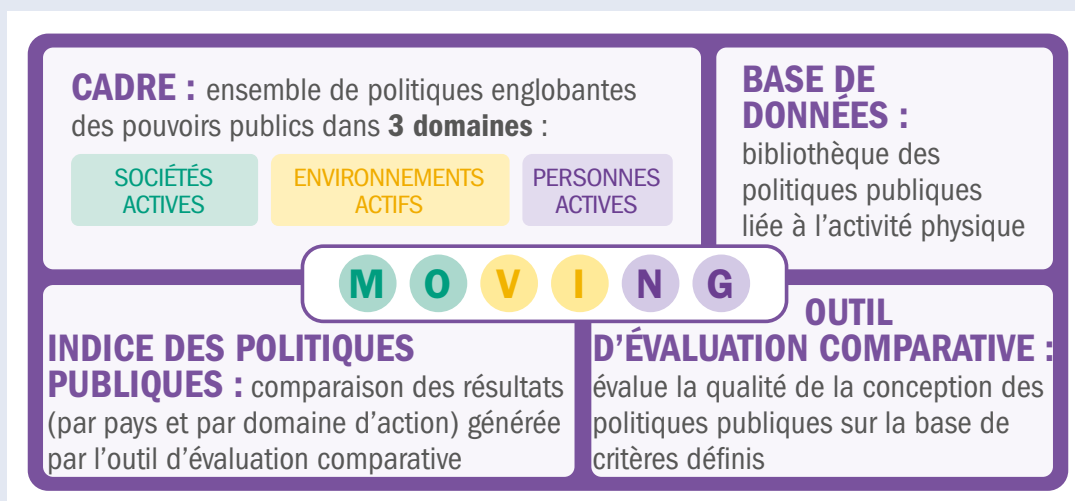 CADRE : ensemble de politiques englobantes
des pouvoirs publics dans 3 domaines :
SOCIÉTÉS
ACTIVES
ENVIRONNEMENTS
ACTIFS
PERSONNES
ACTIVES
BASE DE
DONNÉES :
bibliothèque des
politiques publiques
liée à l’activité physique
M O V I N G
INDICE DES POLITIQUES
PUBLIQUES : comparaison des résultats
(par pays et par domaine d’action) générée
par l’outil d’évaluation comparative
OUTIL
D’ÉVALUATION COMPARATIVE :
évalue la qualité de la conception des
politiques publiques sur la base de
critères définis